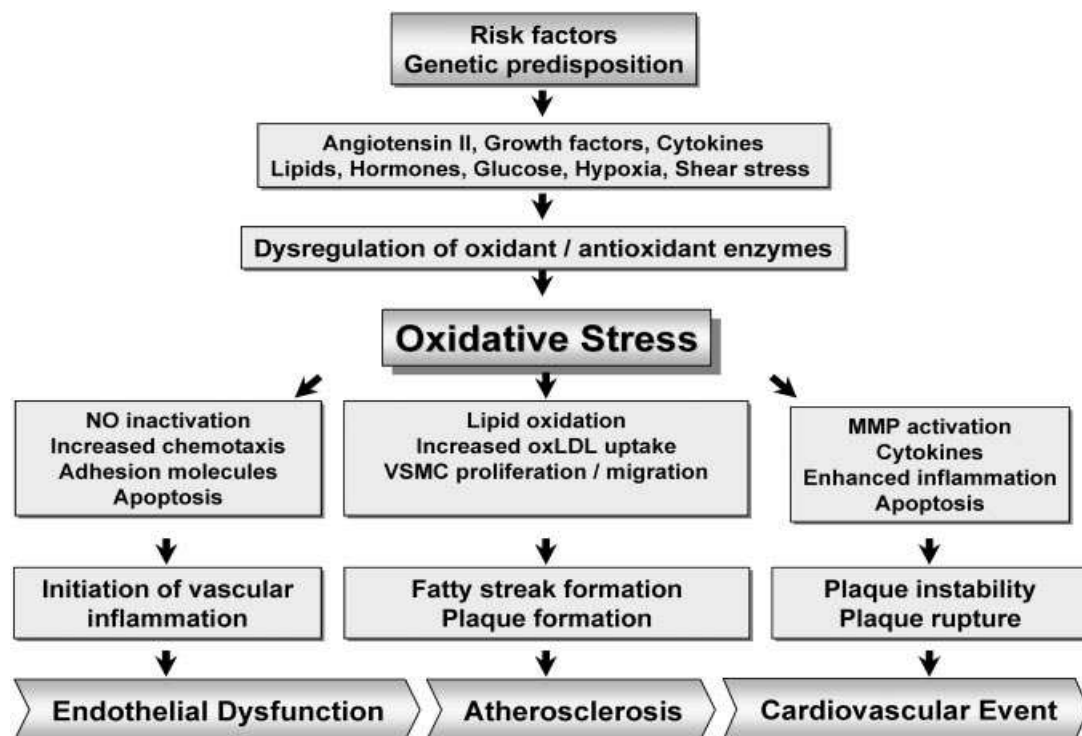 Risk factors
Genetic predisposition
Angiotensin II, Growth factors, Cytokines
Lipids, Hormones, Glucose, Hypoxia, Shear stress
Dysregulation of oxidant / antioxidant enzymes
Oxidative Stress
NO inactivation
Increased chemotaxis
Adhesion molecules
Apoptosis
Lipid oxidation
Increased oxLDL uptake
VSMC proliferation / migration
MMP activation
Cytokines
Enhanced inflammation
Apoptosis
Initiation of vascular
inflammation
Fatty streak formation
Plaque formation
Plaque instability
Plaque rupture
Endothelial Dysfunction
Atherosclerosis
Cardiovascular Event